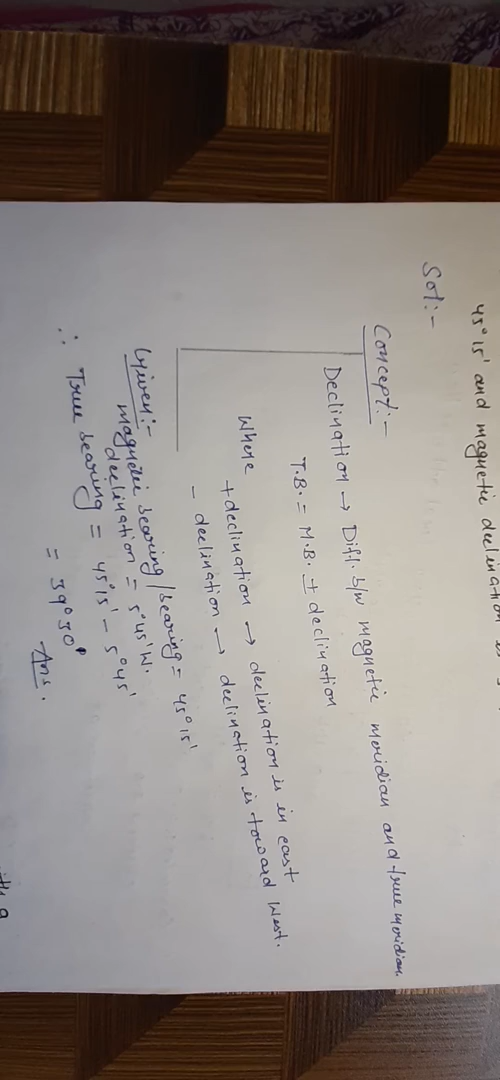 45° 15' and magnetic declination is 5°
Sol:-
Concept:-
Declination → Diff. b/w magnetic meridian and true meridian.
T.B. = M.B. ± declination
Where
+declination → declination is in east
- declination → declination is toward West.
Given:-
magnetic bearing / bearing = 45° 15'
declination = 5° 45' W.
∴ True bearing = 45° 15' - 5° 45'
= 39° 30'
Ans.